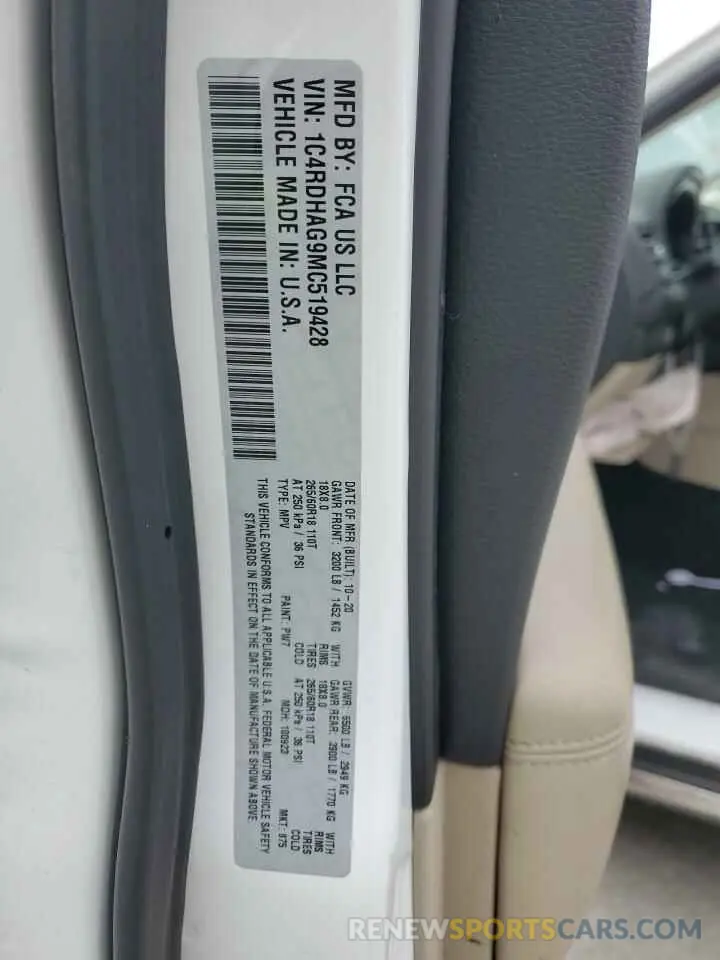 MFD BY: FCA US LLC
VIN: 1C4RDHAG9MC519428
VEHICLE MADE IN: U.S.A.
DATE OF MFR (BUILT): 10-20 GVWR: 6500 LB / 2949 KG
GAWR FRONT: 3200 LB / 1452 KG WITH GAWR REAR: 3900 LB / 1770 KG WITH
18X8.0 RIMS 18X8.0 RIMS
265/60R18 110T TIRES 265/60R18 110T TIRES
AT 250 kPa / 36 PSI COLD AT 250 kPa / 36 PSI COLD
TYPE: MPV PAINT: PW7 MDH: 100923 MKT: 875
THIS VEHICLE CONFORMS TO ALL APPLICABLE U.S.A. FEDERAL MOTOR VEHICLE SAFETY
STANDARDS IN EFFECT ON THE DATE OF MANUFACTURE SHOWN ABOVE
RENEWSPORTSCARS.COM